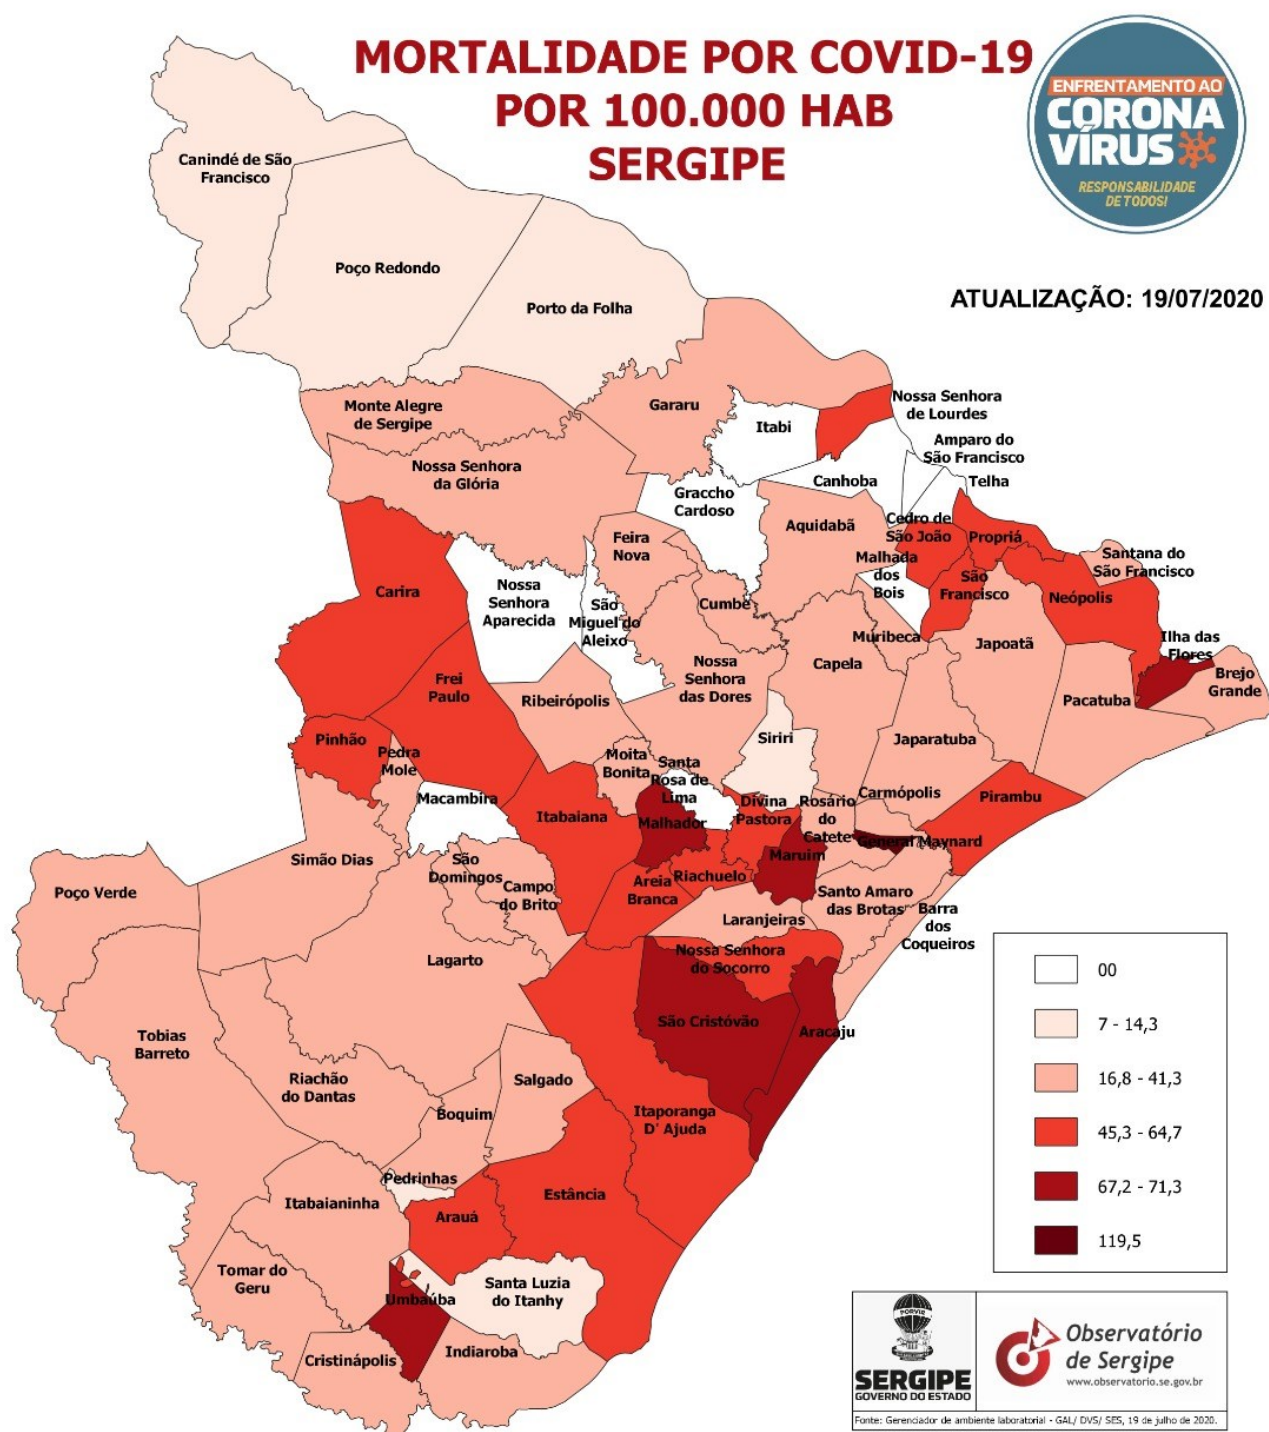 MORTALIDADE POR COVID-19
POR 100.000 HAB
SERGIPE
ENFRENTAMENTO AO
CORONA
VÍRUS
RESPONSABILIDADE
DE TODOS!
ATUALIZAÇÃO: 19/07/2020
Canindé de São
Francisco
Poço Redondo
Porto da Folha
Monte Alegre
de Sergipe
Gararu
Itabi
Nossa Senhora
de Lourdes
Amparo do
São Francisco
Nossa Senhora
da Glória
Graccho
Cardoso
Canhoba
Telha
Aquidabã
Cedro de
São João
Propriá
Feira
Nova
Malhada
dos
Bois
Santana do
São Francisco
Carira
Nossa
Senhora
Aparecida
São
Miguel do
Aleixo
Cumbe
São
Francisco
Neópolis
Muribeca
Japoatã
Ilha das
Flores
Nossa
Senhora
das Dores
Capela
Brejo
Grande
Frei
Paulo
Ribeirópolis
Pacatuba
Pinhão
Pedra
Mole
Moita
Bonita
Santa
Rosa de
Lima
Siriri
Japaratuba
Macambira
Itabaiana
Malhador
Divina
Pastora
Rosário
do
Catete
Carmópolis
Pirambu
General Maynard
Simão Dias
São
Domingos
Maruim
Poço Verde
Campo
do Brito
Areia
Branca
Riachuelo
Santo Amaro
das Brotas
Laranjeiras
Barra
dos
Coqueiros
Lagarto
Nossa Senhora
do Socorro
Tobias
Barreto
São Cristóvão
Aracaju
Riachão
do Dantas
Salgado
Boquim
Itaporanga
D' Ajuda
Pedrinhas
Itabaianinha
Arauá
Estância
Tomar do
Geru
Umbaúba
Santa Luzia
do Itanhy
Cristinápolis
Indiaroba
00
7 - 14,3
16,8 - 41,3
45,3 - 64,7
67,2 - 71,3
119,5
PORVIR
SERGIPE
GOVERNO DO ESTADO
Observatório
de Sergipe
www.observatorio.se.gov.br
Fonte: Gerenciador de ambiente laboratorial - GAL/ DVS/ SES, 19 de julho de 2020.